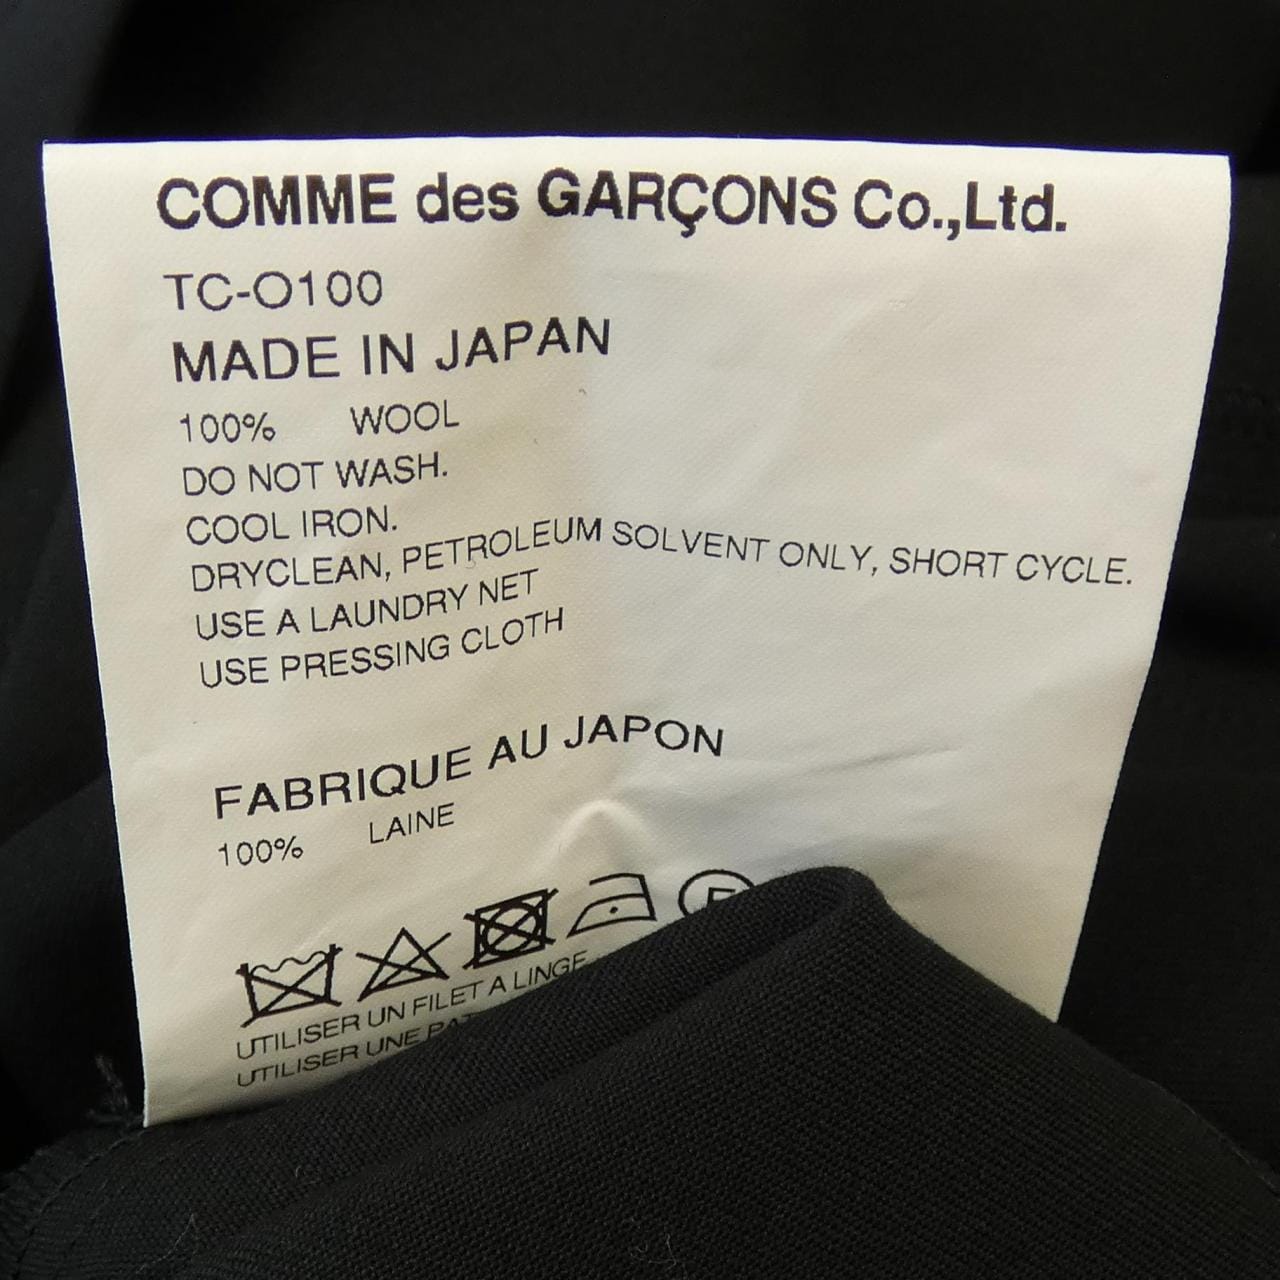 COMME des GARÇONS Co.,Ltd.
TC-O100
MADE IN JAPAN
100% WOOL
DO NOT WASH.
COOL IRON.
DRYCLEAN, PETROLEUM SOLVENT ONLY, SHORT CYCLE.
USE A LAUNDRY NET
USE PRESSING CLOTH
FABRIQUE AU JAPON
100% LAINE
UTILISER UN FILET A LINGE
UTILISER UNE